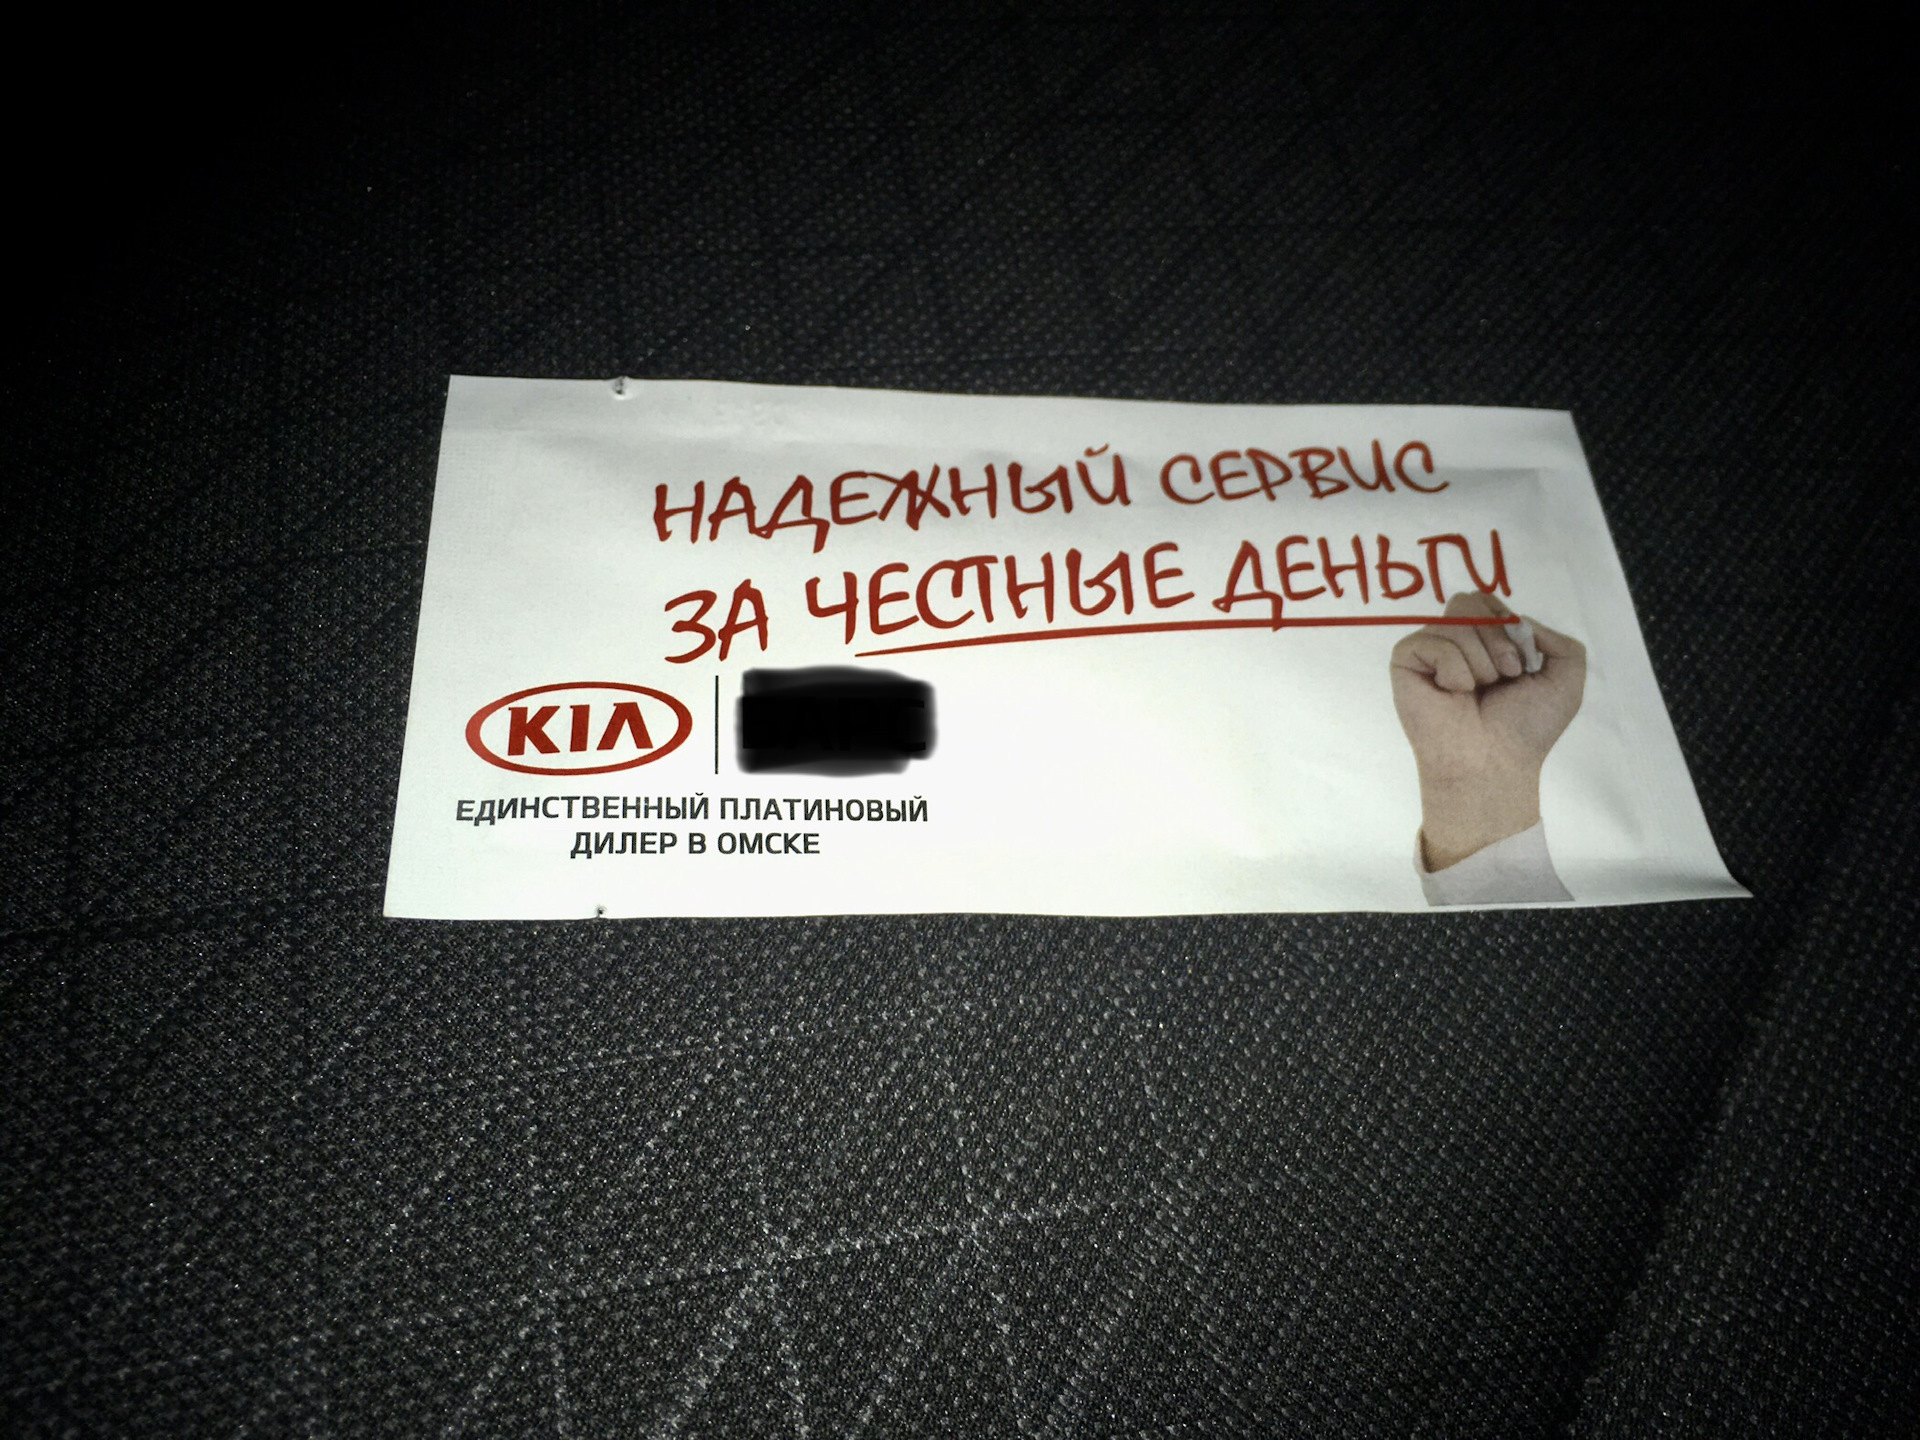 НАДЕЖНЫЙ СЕРВИС
ЗА ЧЕСТНЫЕ ДЕНЬГИ
KIA
ЕДИНСТВЕННЫЙ ПЛАТИНОВЫЙ
ДИЛЕР В ОМСКЕ